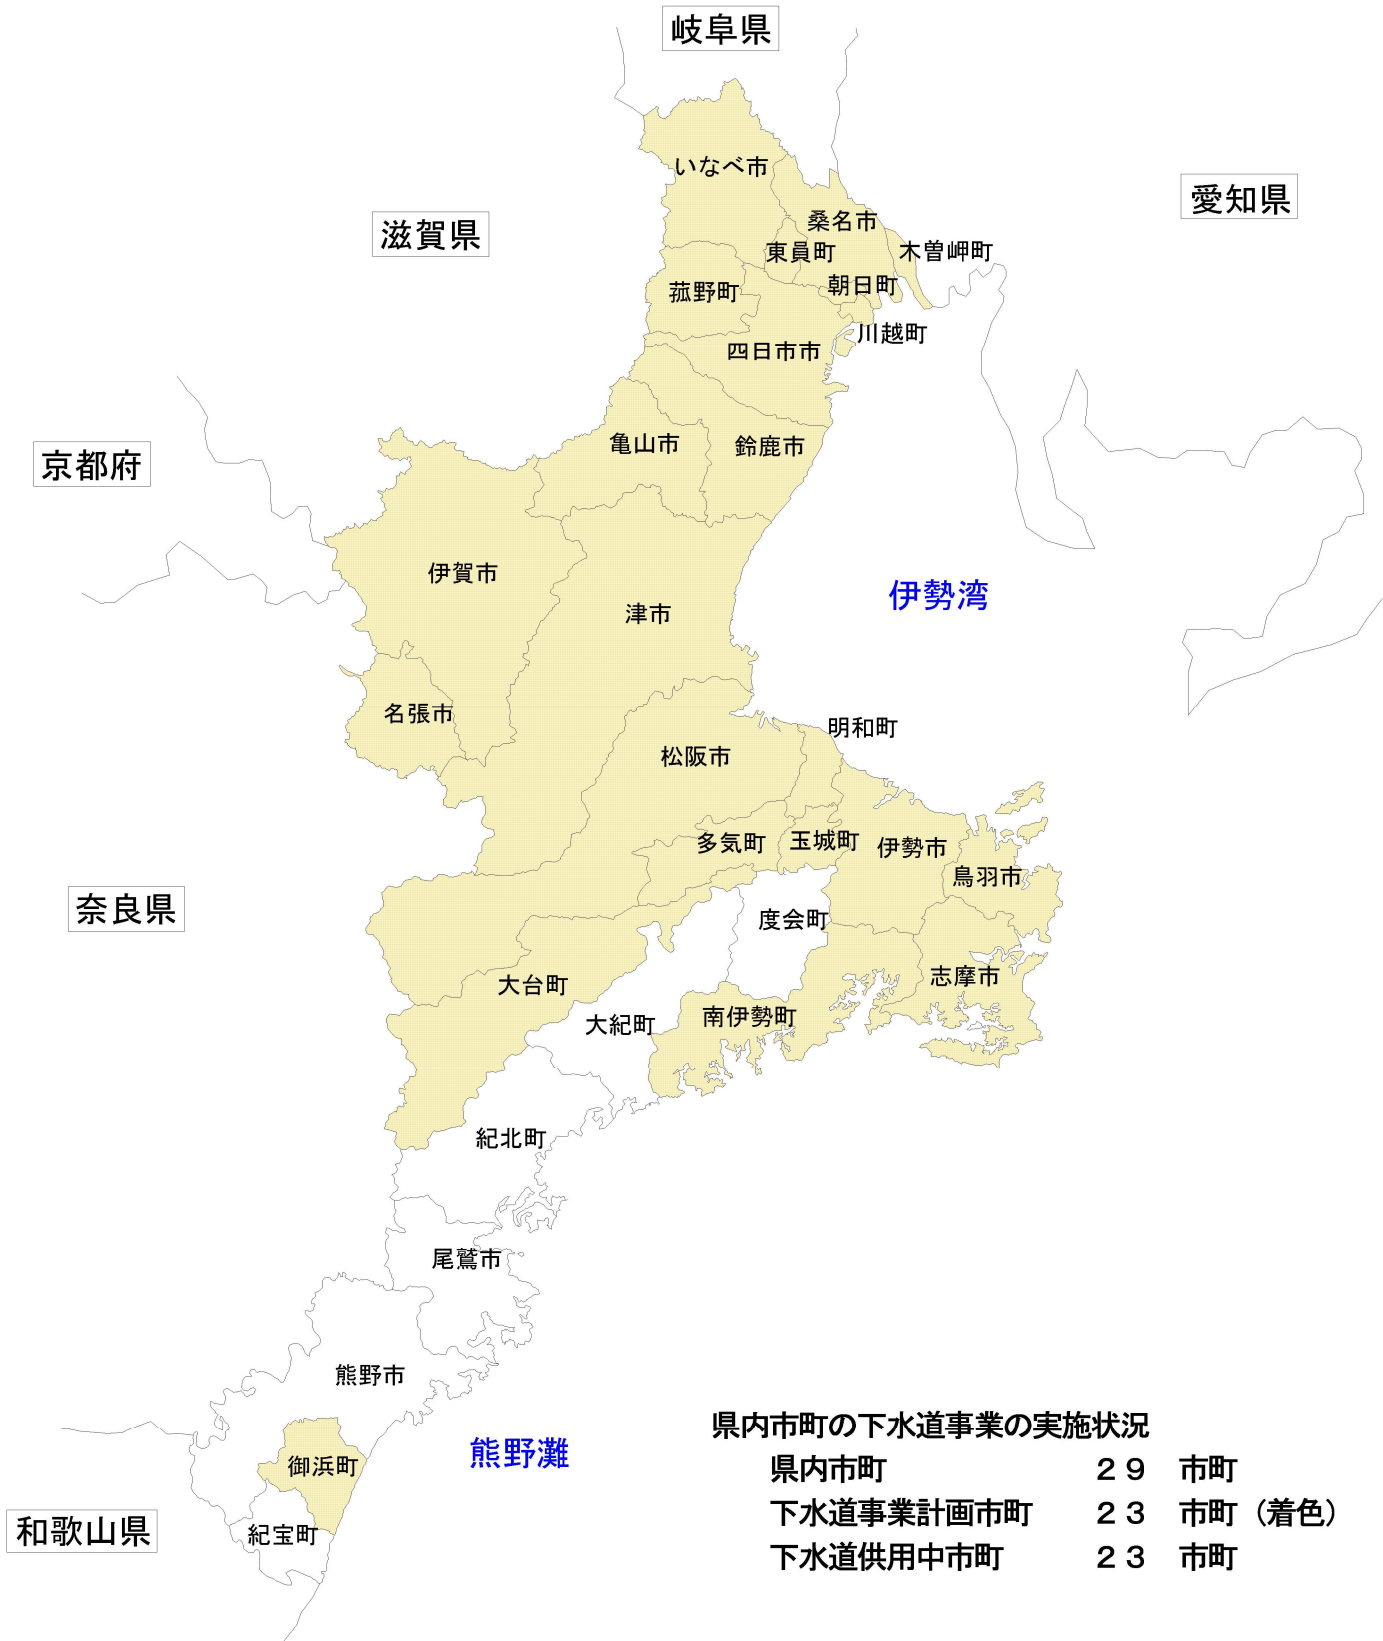 岐阜県
いなべ市
愛知県
滋賀県
桑名市
東員町
木曽岬町
菰野町
朝日町
川越町
四日市市
亀山市
鈴鹿市
京都府
伊賀市
伊勢湾
津市
名張市
明和町
松阪市
多気町
玉城町
伊勢市
鳥羽市
奈良県
度会町
大台町
志摩市
大紀町
南伊勢町
紀北町
尾鷲市
熊野市
熊野灘
御浜町
和歌山県
紀宝町
県内市町の下水道事業の実施状況
県内市町 ２９ 市町
下水道事業計画市町 ２３ 市町（着色）
下水道供用中市町 ２３ 市町